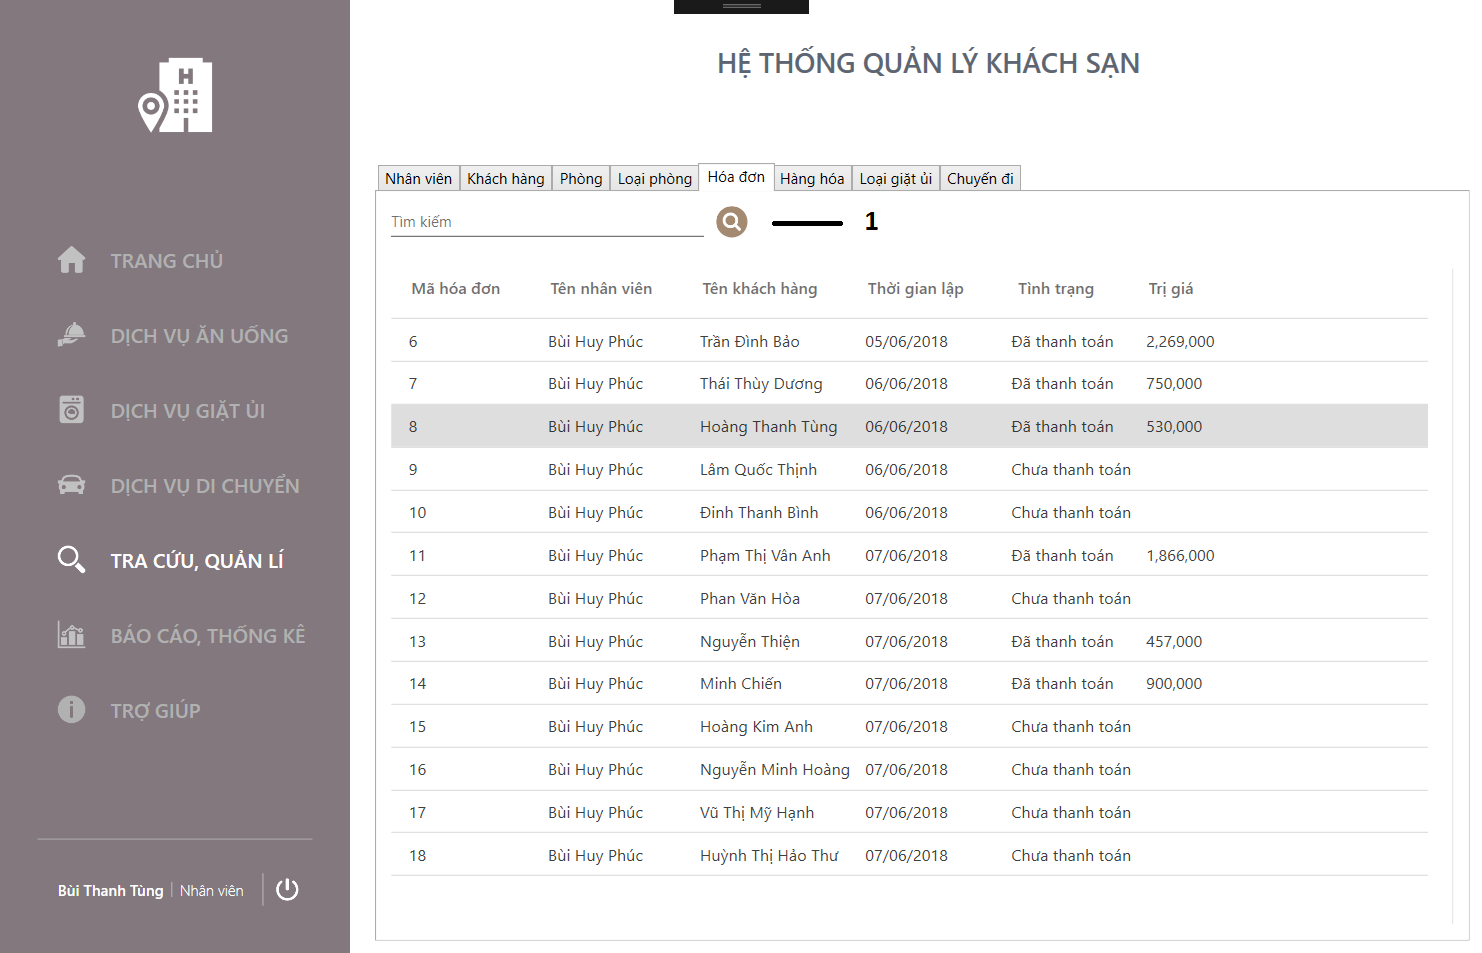 H
HỆ THỐNG QUẢN LÝ KHÁCH SẠN
TRANG CHỦ
DỊCH VỤ ĂN UỐNG
DỊCH VỤ GIẶT ỦI
DỊCH VỤ DI CHUYỂN
TRA CỨU, QUẢN LÍ
BÁO CÁO, THỐNG KÊ
TRỢ GIÚP
Bùi Thanh Tùng | Nhân viên
Nhân viên Khách hàng Phòng Loại phòng Hóa đơn Hàng hóa Loại giặt ủi Chuyến đi
Tìm kiếm 1
Mã hóa đơn Tên nhân viên Tên khách hàng Thời gian lập Tình trạng Trị giá
6 Bùi Huy Phúc Trần Đình Bảo 05/06/2018 Đã thanh toán 2,269,000
7 Bùi Huy Phúc Thái Thùy Dương 06/06/2018 Đã thanh toán 750,000
8 Bùi Huy Phúc Hoàng Thanh Tùng 06/06/2018 Đã thanh toán 530,000
9 Bùi Huy Phúc Lâm Quốc Thịnh 06/06/2018 Chưa thanh toán
10 Bùi Huy Phúc Đinh Thanh Bình 06/06/2018 Chưa thanh toán
11 Bùi Huy Phúc Phạm Thị Vân Anh 07/06/2018 Đã thanh toán 1,866,000
12 Bùi Huy Phúc Phan Văn Hòa 07/06/2018 Chưa thanh toán
13 Bùi Huy Phúc Nguyễn Thiện 07/06/2018 Đã thanh toán 457,000
14 Bùi Huy Phúc Minh Chiến 07/06/2018 Đã thanh toán 900,000
15 Bùi Huy Phúc Hoàng Kim Anh 07/06/2018 Chưa thanh toán
16 Bùi Huy Phúc Nguyễn Minh Hoàng 07/06/2018 Chưa thanh toán
17 Bùi Huy Phúc Vũ Thị Mỹ Hạnh 07/06/2018 Chưa thanh toán
18 Bùi Huy Phúc Huỳnh Thị Hảo Thư 07/06/2018 Chưa thanh toán